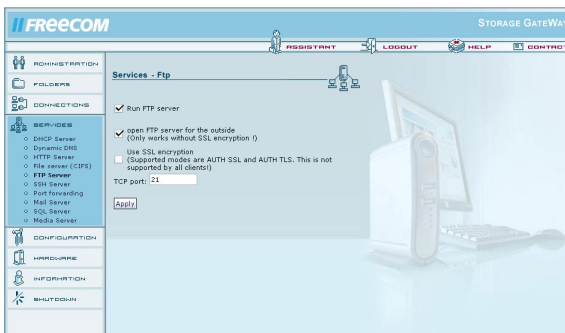 FREECOM
STORAGE GATEWAY
ASSISTANT
LOGOUT
HELP
CONTACT
ADMINISTRATION
FOLDERS
CONNECTIONS
SERVICES
DHCP Server
Dynamic DNS
HTTP Server
File server (CIFS)
FTP Server
SSH Server
Port forwarding
Mail Server
SQL Server
Media Server
CONFIGURATION
HARDWARE
INFORMATION
SHUTDOWN
Services - Ftp
Run FTP server
open FTP server for the outside
(Only works without SSL encryption !)
Use SSL encryption
(Supported modes are AUTH SSL and AUTH TLS. This is not
supported by all clients!)
TCP port: 21
Apply